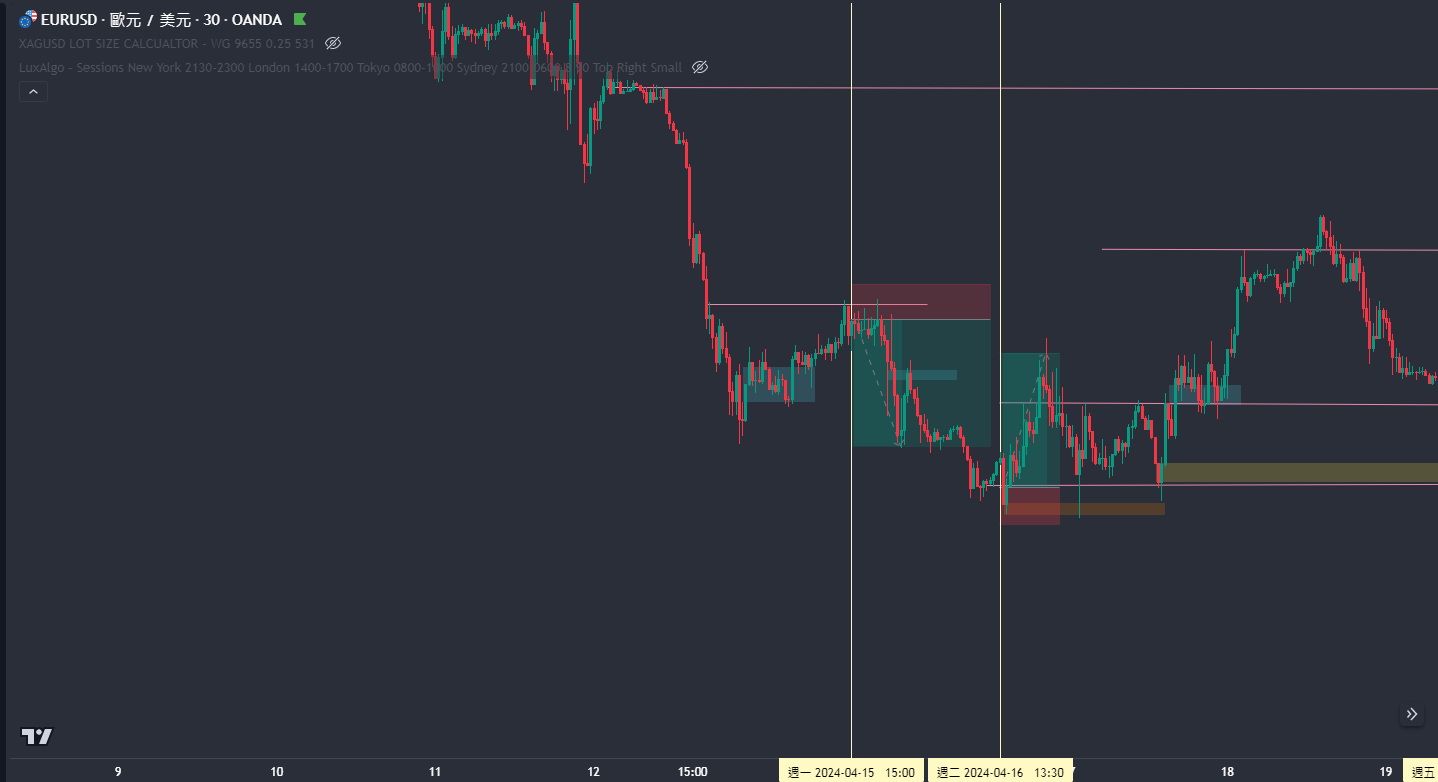 EURUSD · 歐元 / 美元 · 30 · OANDA
XAGUSD LOT SIZE CALCUALTOR - WG 9655 0.25 531
LuxAlgo - Sessions New York 2130-2300 London 1400-1700 Tokyo 0800-1900 Sydney 2100-0600 Top Right Small
9 10 11 12 15:00 週一 2024-04-15 15:00 週二 2024-04-16 13:30 18 19 週五